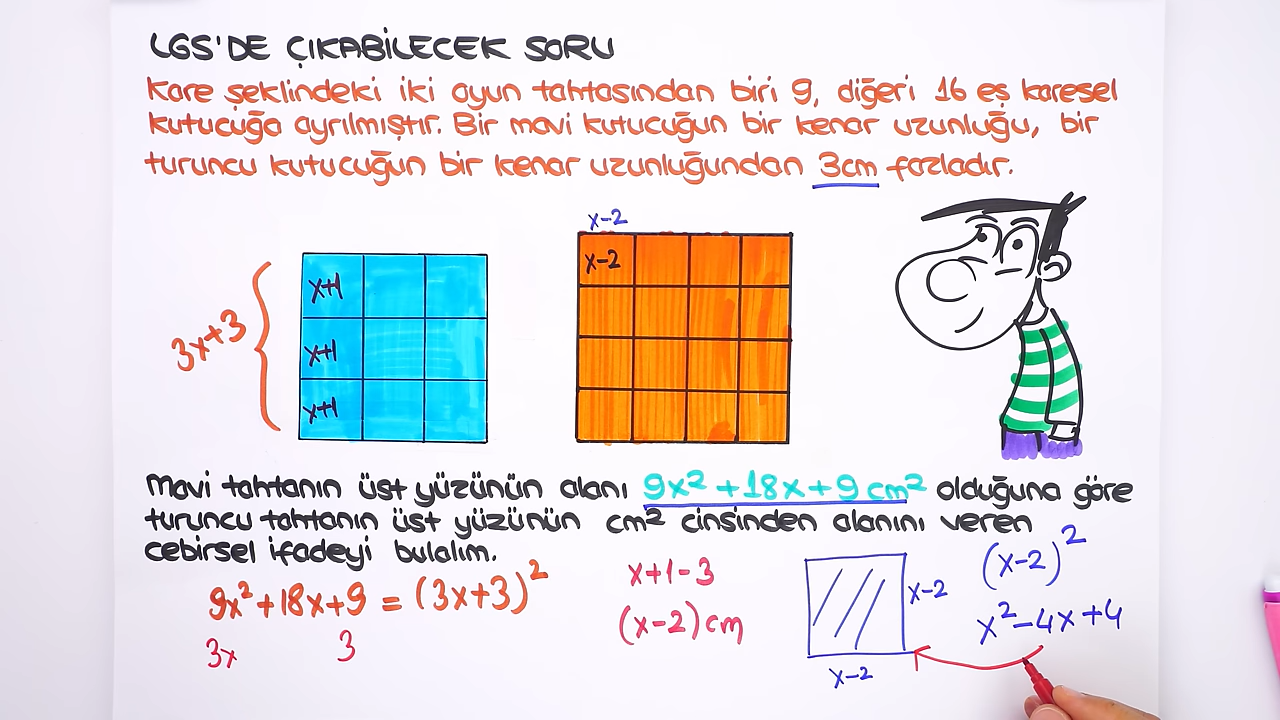 LGS'DE ÇIKABİLECEK SORU
Kare şeklindeki iki oyun tahtasından biri 9, diğeri 16 eş karesel
kutucuğa ayrılmıştır. Bir mavi kutucuğun bir kenar uzunluğu, bir
turuncu kutucuğun bir kenar uzunluğundan 3cm fazladır.
x-2
x-2
x+1
3x+3
x+1
x+1
Mavi tahtanın üst yüzünün alanı 9x²+18x+9 cm² olduğuna göre
turuncu tahtanın üst yüzünün cm² cinsinden alanını veren
cebirsel ifadeyi bulalım.
9x²+18x+9 = (3x+3)²
3x 3
x+1-3
(x-2)cm
x-2
x-2
(x-2)²
x²-4x+4